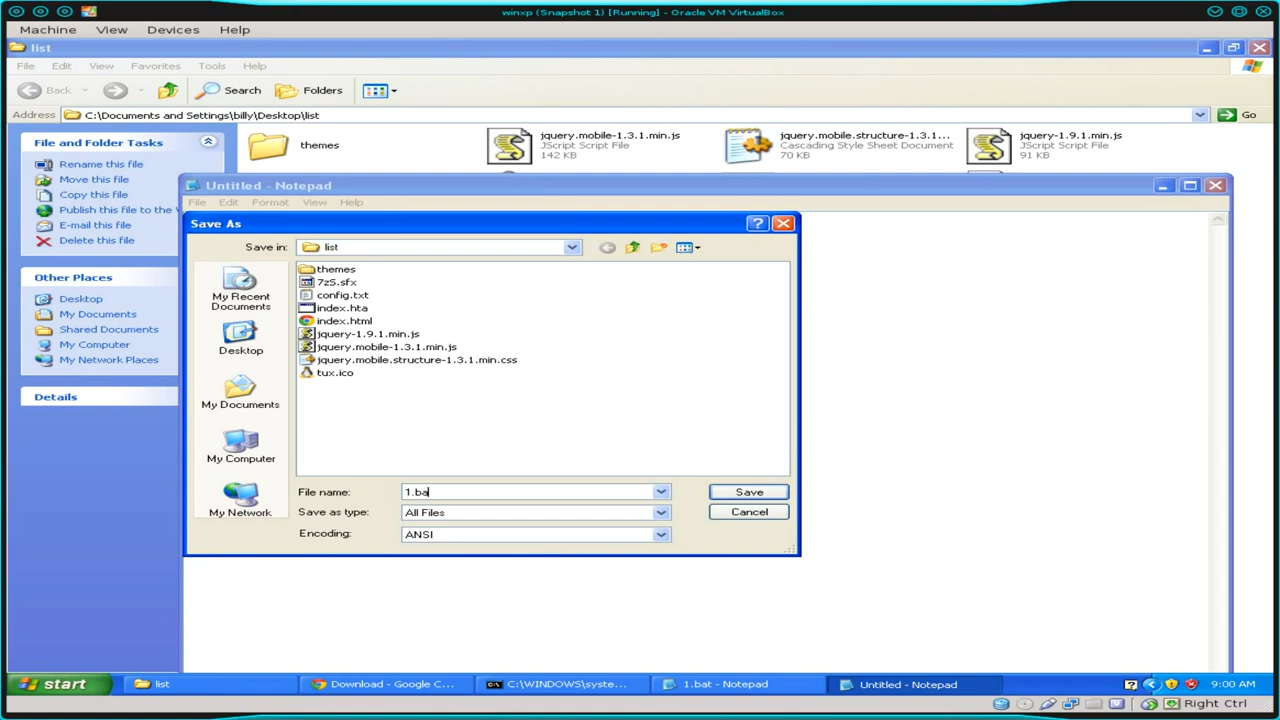 winxp (Snapshot 1) [Running] - Oracle VM VirtualBox
Machine View Devices Help
list
File Edit View Favorites Tools Help
Back Search Folders
Address C:\Documents and Settings\billy\Desktop\list Go
File and Folder Tasks
Rename this file
Move this file
Copy this file
Publish this file to the W
E-mail this file
Delete this file
Other Places
Desktop
My Documents
Shared Documents
My Computer
My Network Places
Details
themes
jquery.mobile-1.3.1.min.js
JScript Script File
142 KB
jquery.mobile.structure-1.3.1....
Cascading Style Sheet Document
70 KB
jquery-1.9.1.min.js
JScript Script File
91 KB
Untitled - Notepad
File Edit Format View Help
Save As
Save in: list
My Recent
Documents
Desktop
My Documents
My Computer
My Network
themes
7zS.sfx
config.txt
index.hta
index.html
jquery-1.9.1.min.js
jquery.mobile-1.3.1.min.js
jquery.mobile.structure-1.3.1.min.css
tux.ico
File name: 1.ba Save
Save as type: All Files Cancel
Encoding: ANSI
start list Download - Google C... C:\WINDOWS\syste... 1.bat - Notepad Untitled - Notepad 9:00 AM
Right Ctrl